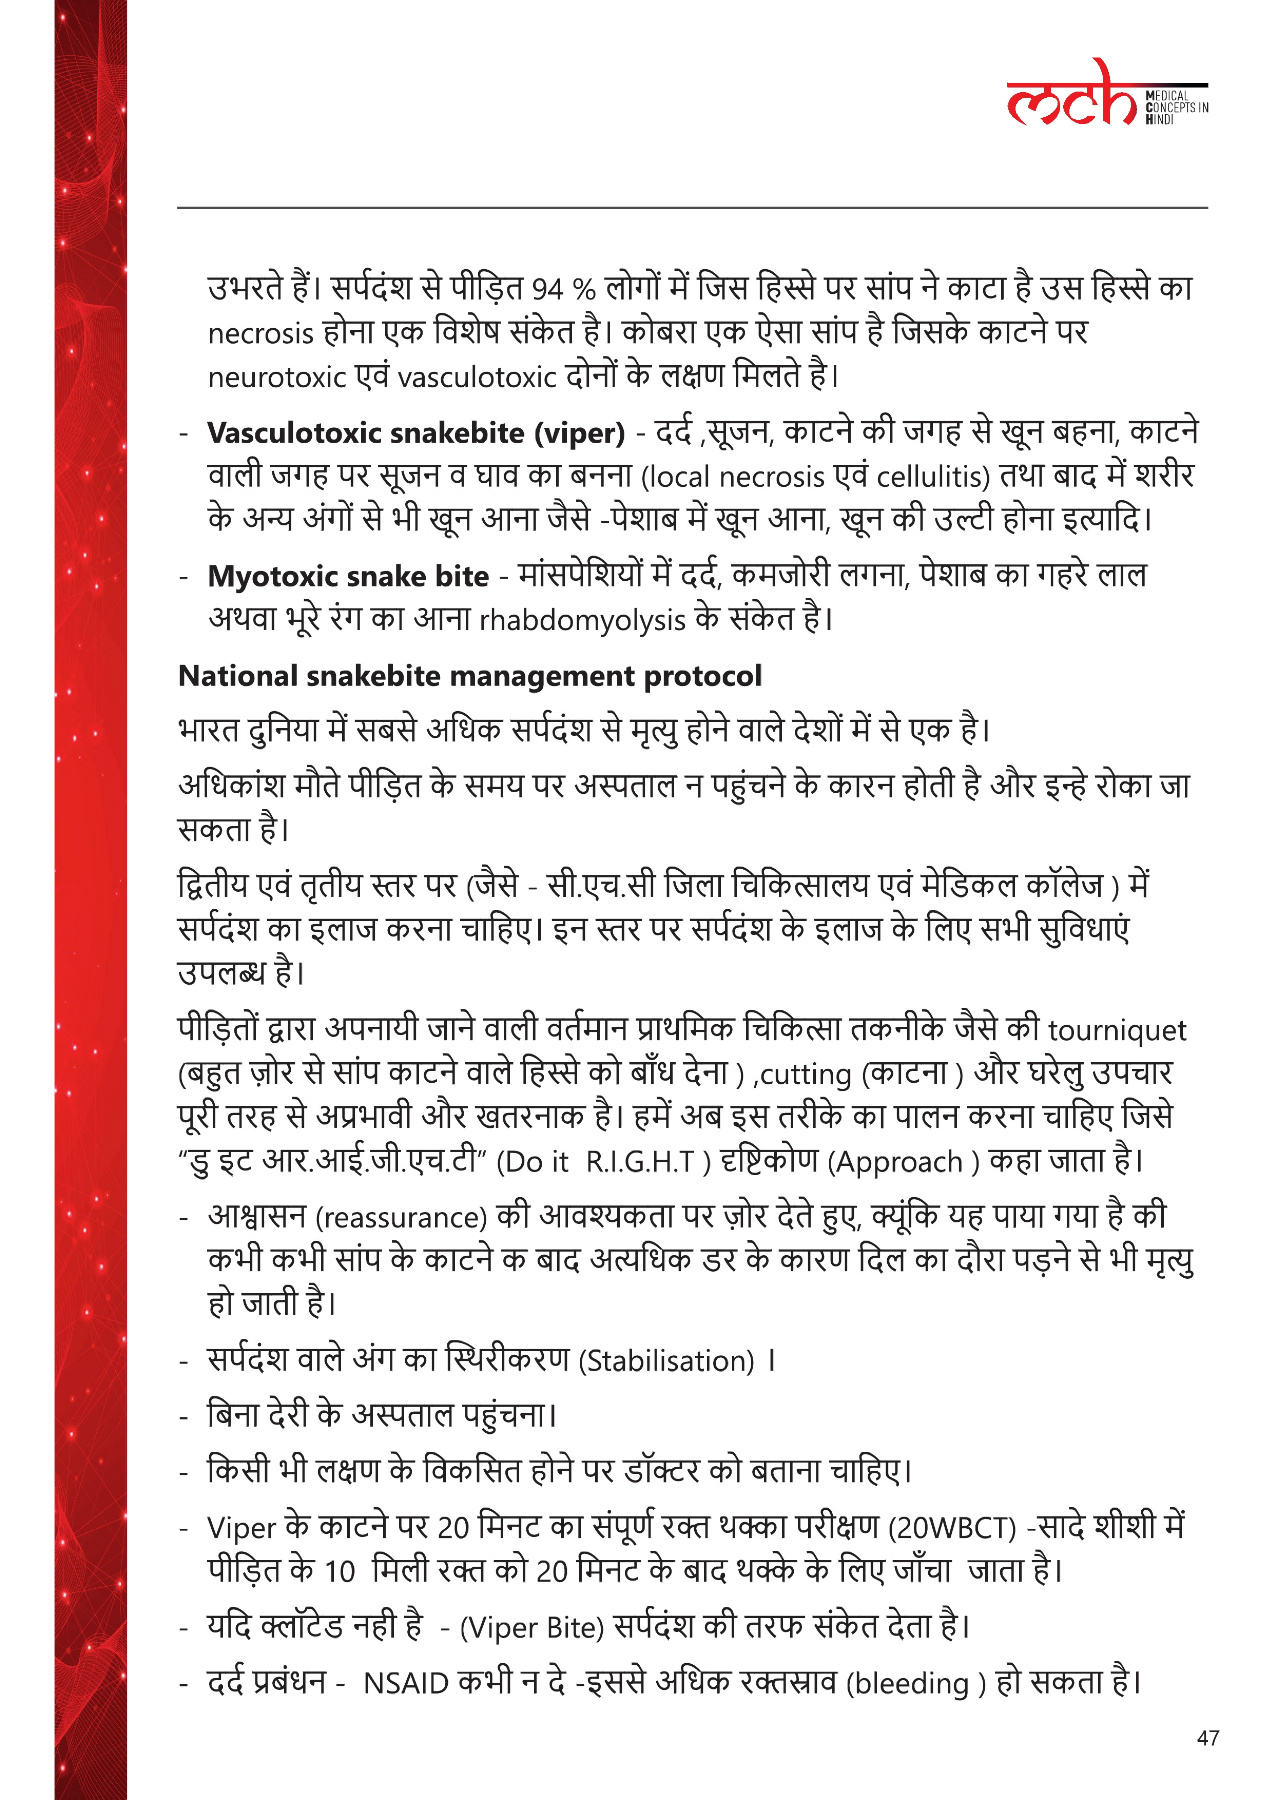 mch MEDICAL
CONCEPTS IN
HINDI
उभरते हैं। सर्पदंश से पीड़ित 94 % लोगों में जिस हिस्से पर सांप ने काटा है उस हिस्से का
necrosis होना एक विशेष संकेत है। कोबरा एक ऐसा सांप है जिसके काटने पर
neurotoxic एवं vasculotoxic दोनों के लक्षण मिलते है।
- Vasculotoxic snakebite (viper) - दर्द ,सूजन, काटने की जगह से खून बहना, काटने
वाली जगह पर सूजन व घाव का बनना (local necrosis एवं cellulitis) तथा बाद में शरीर
के अन्य अंगों से भी खून आना जैसे -पेशाब में खून आना, खून की उल्टी होना इत्यादि।
- Myotoxic snake bite - मांसपेशियों में दर्द, कमजोरी लगना, पेशाब का गहरे लाल
अथवा भूरे रंग का आना rhabdomyolysis के संकेत है।
National snakebite management protocol
भारत दुनिया में सबसे अधिक सर्पदंश से मृत्यु होने वाले देशों में से एक है।
अधिकांश मौते पीड़ित के समय पर अस्पताल न पहुंचने के कारन होती है और इन्हे रोका जा
सकता है।
द्वितीय एवं तृतीय स्तर पर (जैसे - सी.एच.सी जिला चिकित्सालय एवं मेडिकल कॉलेज ) में
सर्पदंश का इलाज करना चाहिए। इन स्तर पर सर्पदंश के इलाज के लिए सभी सुविधाएं
उपलब्ध है।
पीड़ितों द्वारा अपनायी जाने वाली वर्तमान प्राथमिक चिकित्सा तकनीके जैसे की tourniquet
(बहुत ज़ोर से सांप काटने वाले हिस्से को बाँध देना ) ,cutting (काटना ) और घरेलु उपचार
पूरी तरह से अप्रभावी और खतरनाक है। हमें अब इस तरीके का पालन करना चाहिए जिसे
“डु इट आर.आई.जी.एच.टी” (Do it R.I.G.H.T ) दृष्टिकोण (Approach ) कहा जाता है।
- आश्वासन (reassurance) की आवश्यकता पर ज़ोर देते हुए, क्यूंकि यह पाया गया है की
कभी कभी सांप के काटने क बाद अत्यधिक डर के कारण दिल का दौरा पड़ने से भी मृत्यु
हो जाती है।
- सर्पदंश वाले अंग का स्थिरीकरण (Stabilisation) ।
- बिना देरी के अस्पताल पहुंचना।
- किसी भी लक्षण के विकसित होने पर डॉक्टर को बताना चाहिए।
- Viper के काटने पर 20 मिनट का संपूर्ण रक्त थक्का परीक्षण (20WBCT) -सादे शीशी में
पीड़ित के 10 मिली रक्त को 20 मिनट के बाद थक्के के लिए जाँचा जाता है।
- यदि क्लॉटेड नही है - (Viper Bite) सर्पदंश की तरफ संकेत देता है।
- दर्द प्रबंधन - NSAID कभी न दे -इससे अधिक रक्तस्राव (bleeding ) हो सकता है।
47